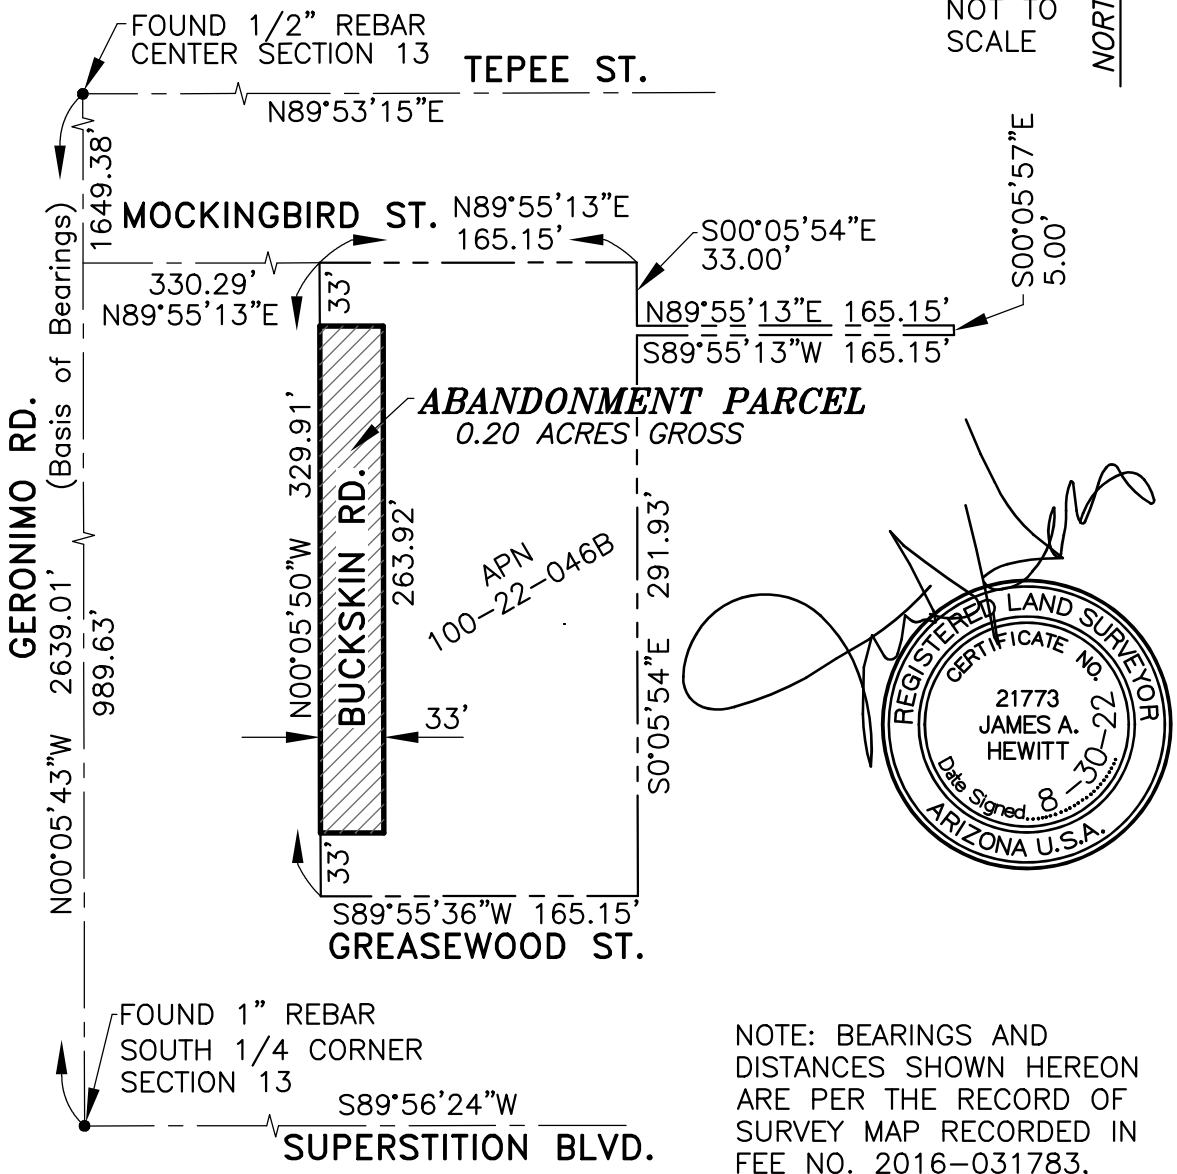 FOUND 1/2" REBAR
CENTER SECTION 13
NOT TO
SCALE
TEPEE ST.
N89°53'15"E
1649.38'
MOCKINGBIRD ST.
N89°55'13"E
165.15'
S00°05'54"E
33.00'
S00°05'57"E
5.00'
330.29'
N89°55'13"E
33'
N89°55'13"E 165.15'
S89°55'13"W 165.15'
ABANDONMENT PARCEL
0.20 ACRES GROSS
GERONIMO RD.
(Basis of Bearings)
N00°05'43"W 2639.01'
989.63'
N00°05'50"W 329.91'
BUCKSKIN RD.
263.92'
APN
100-22-046B
S0°05'54"E 291.93'
33'
33'
S89°55'36"W 165.15'
GREASEWOOD ST.
REGISTERED LAND SURVEYOR
CERTIFICATE NO.
21773
JAMES A.
HEWITT
Date Signed...8-30-22
ARIZONA U.S.A.
FOUND 1" REBAR
SOUTH 1/4 CORNER
SECTION 13
S89°56'24"W
SUPERSTITION BLVD.
NOTE: BEARINGS AND
DISTANCES SHOWN HEREON
ARE PER THE RECORD OF
SURVEY MAP RECORDED IN
FEE NO. 2016-031783,